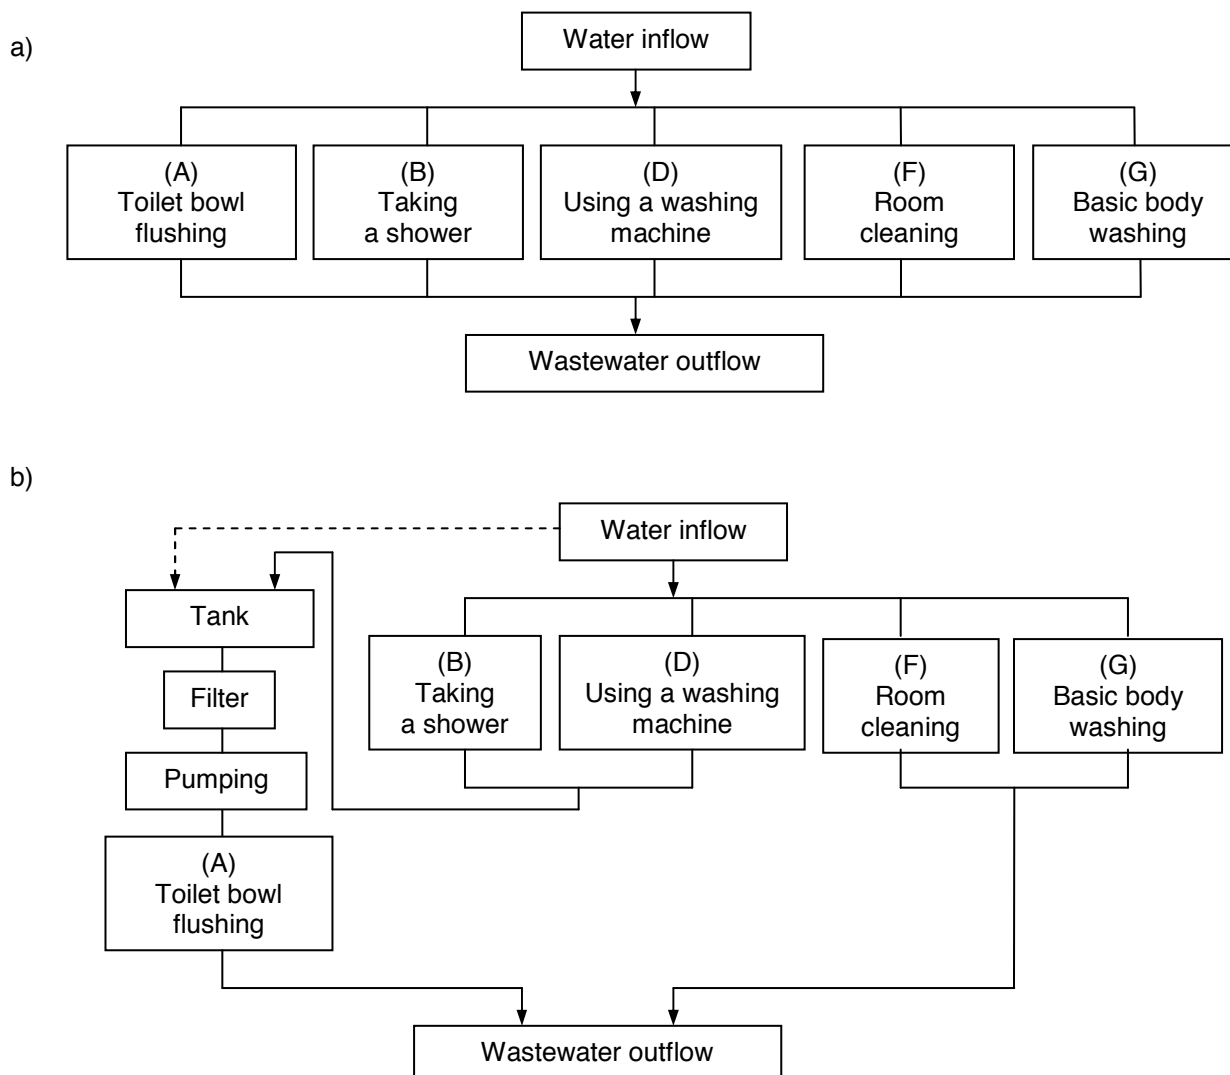 a)
Water inflow
(A)
Toilet bowl
flushing
(B)
Taking
a shower
(D)
Using a washing
machine
(F)
Room
cleaning
(G)
Basic body
washing
Wastewater outflow
b)
Water inflow
Tank
Filter
Pumping
(A)
Toilet bowl
flushing
(B)
Taking
a shower
(D)
Using a washing
machine
(F)
Room
cleaning
(G)
Basic body
washing
Wastewater outflow